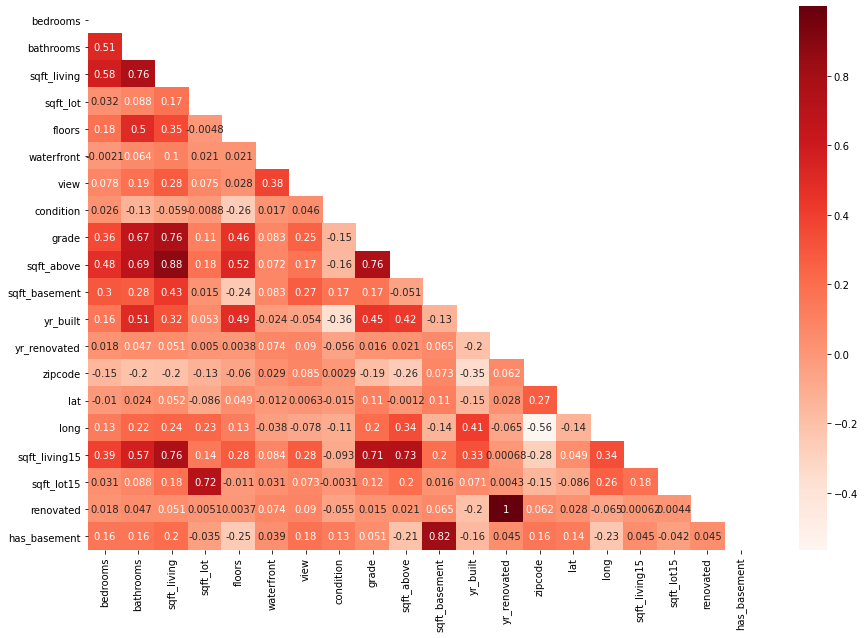 bedrooms
bathrooms 0.51
sqft_living 0.58 0.76
sqft_lot 0.032 0.088 0.17
floors 0.18 0.5 0.35 -0.0048
waterfront -0.0021 0.064 0.1 0.021 0.021
view 0.078 0.19 0.28 0.075 0.028 0.38
condition 0.026 -0.13 -0.059 -0.0088 -0.26 0.017 0.046
grade 0.36 0.67 0.76 0.11 0.46 0.083 0.25 -0.15
sqft_above 0.48 0.69 0.88 0.18 0.52 0.072 0.17 -0.16 0.76
sqft_basement 0.3 0.28 0.43 0.015 -0.24 0.083 0.27 0.17 0.17 -0.051
yr_built 0.16 0.51 0.32 0.053 0.49 -0.024 -0.054 -0.36 0.45 0.42 -0.13
yr_renovated 0.018 0.047 0.051 0.005 0.0038 0.074 0.09 -0.056 0.016 0.021 0.065 -0.2
zipcode -0.15 -0.2 -0.2 -0.13 -0.06 0.029 0.085 0.0029 -0.19 -0.26 0.073 -0.35 0.062
lat -0.01 0.024 0.052 -0.086 0.049 -0.012 0.0063 -0.015 0.11 -0.0012 0.11 -0.15 0.028 0.27
long 0.13 0.22 0.24 0.23 0.13 -0.038 -0.078 -0.11 0.2 0.34 -0.14 0.41 -0.065 -0.56 -0.14
sqft_living15 0.39 0.57 0.76 0.14 0.28 0.084 0.28 -0.093 0.71 0.73 0.2 0.33 0.00068 -0.28 0.049 0.34
sqft_lot15 0.031 0.088 0.18 0.72 -0.011 0.031 0.073 -0.0031 0.12 0.2 0.016 0.071 0.0043 -0.15 -0.086 0.26 0.18
renovated 0.018 0.047 0.051 0.0051 0.0037 0.074 0.09 -0.055 0.015 0.021 0.065 -0.2 1 0.062 0.028 -0.065 0.00062 0.0044
has_basement 0.16 0.16 0.2 -0.035 -0.25 0.039 0.18 0.13 0.051 -0.21 0.82 -0.16 0.045 0.16 0.14 -0.23 0.045 -0.042 0.045
bedrooms
bathrooms
sqft_living
sqft_lot
floors
waterfront
view
condition
grade
sqft_above
sqft_basement
yr_built
yr_renovated
zipcode
lat
long
sqft_living15
sqft_lot15
renovated
has_basement
0.8
0.6
0.4
0.2
0.0
−0.2
−0.4